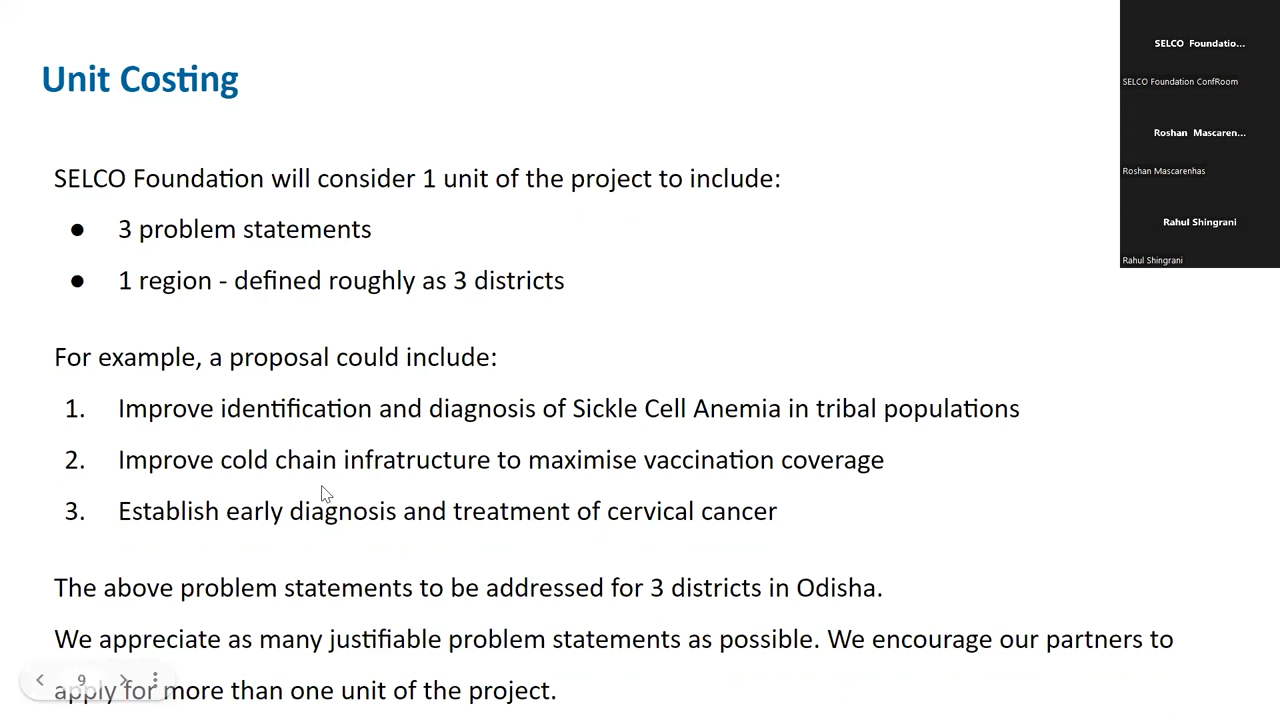 Unit Costing
SELCO Foundation will consider 1 unit of the project to include:
● 3 problem statements
● 1 region - defined roughly as 3 districts
For example, a proposal could include:
1. Improve identification and diagnosis of Sickle Cell Anemia in tribal populations
2. Improve cold chain infratructure to maximise vaccination coverage
3. Establish early diagnosis and treatment of cervical cancer
The above problem statements to be addressed for 3 districts in Odisha.
We appreciate as many justifiable problem statements as possible. We encourage our partners to
apply for more than one unit of the project.
9
SELCO Foundatio...
SELCO Foundation ConfRoom
Roshan Mascaren...
Roshan Mascarenhas
Rahul Shingrani
Rahul Shingrani